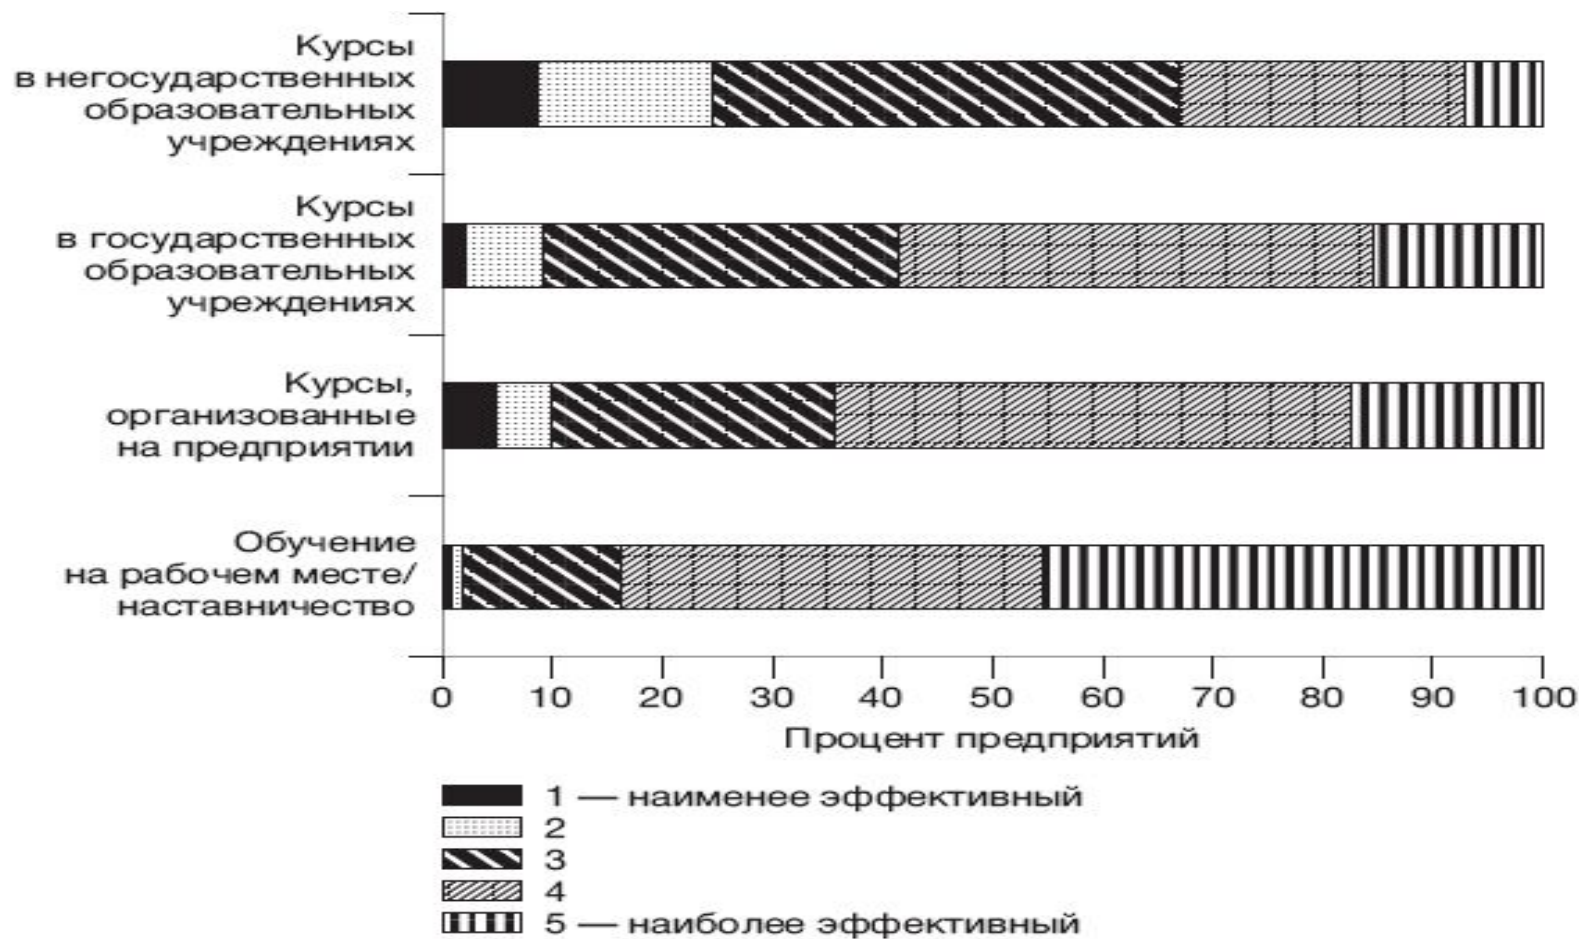 Курсы
в негосударственных
образовательных
учреждениях
Курсы
в государственных
образовательных
учреждениях
Курсы,
организованные
на предприятии
Обучение
на рабочем месте/
наставничество
0 10 20 30 40 50 60 70 80 90 100
Процент предприятий
1 — наименее эффективный
2
3
4
5 — наиболее эффективный